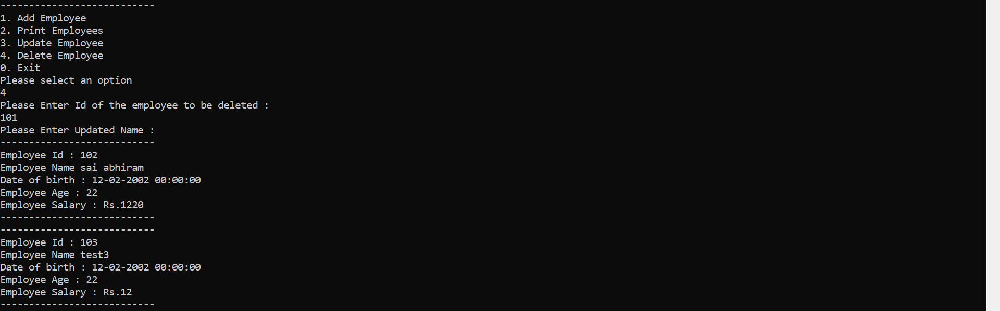 ---------------------------
1. Add Employee
2. Print Employees
3. Update Employee
4. Delete Employee
0. Exit
Please select an option
4
Please Enter Id of the employee to be deleted :
101
Please Enter Updated Name :
---------------------------
Employee Id : 102
Employee Name sai abhiram
Date of birth : 12-02-2002 00:00:00
Employee Age : 22
Employee Salary : Rs.1220
---------------------------
---------------------------
Employee Id : 103
Employee Name test3
Date of birth : 12-02-2002 00:00:00
Employee Age : 22
Employee Salary : Rs.12
---------------------------